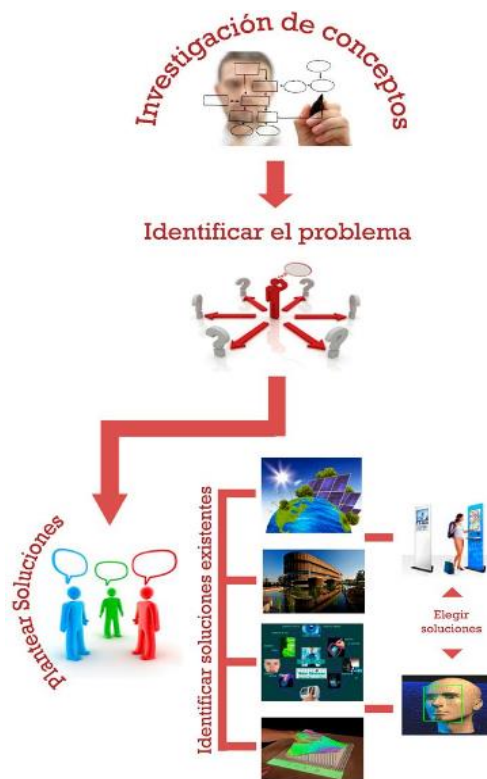 Investigación de conceptos
Identificar el problema
Plantear Soluciones
Identificar soluciones existentes
Elegir
soluciones